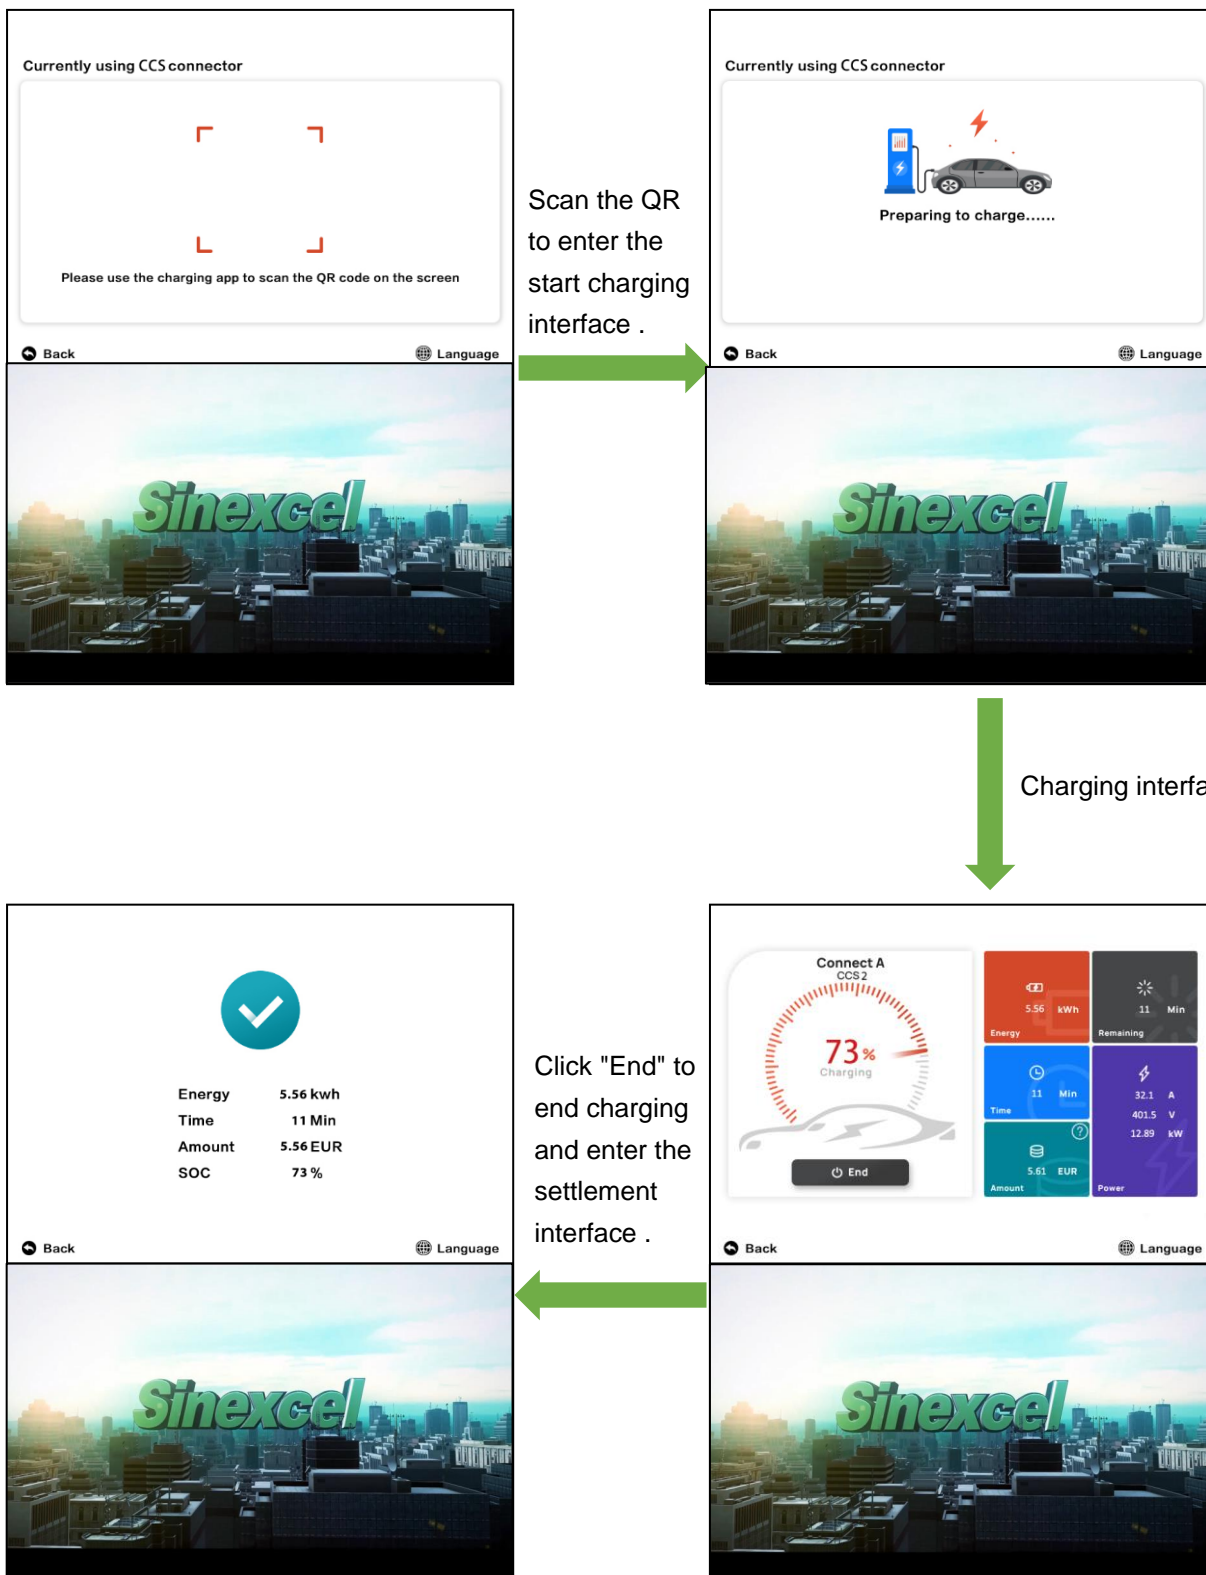 Currently using CCS connector
Please use the charging app to scan the QR code on the screen
Back
Language
Sinexcel
Scan the QR
to enter the
start charging
interface .
Currently using CCS connector
Preparing to charge......
Back
Language
Sinexcel
Charging interfa
Connect A
CCS 2
73%
Charging
End
5.56 kWh
Energy
11 Min
Remaining
11 Min
Time
32.1 A
401.5 V
12.89 kW
Power
?
5.61 EUR
Amount
Back
Language
Sinexcel
Click "End" to
end charging
and enter the
settlement
interface .
Energy 5.56 kwh
Time 11 Min
Amount 5.56 EUR
SOC 73 %
Back
Language
Sinexcel